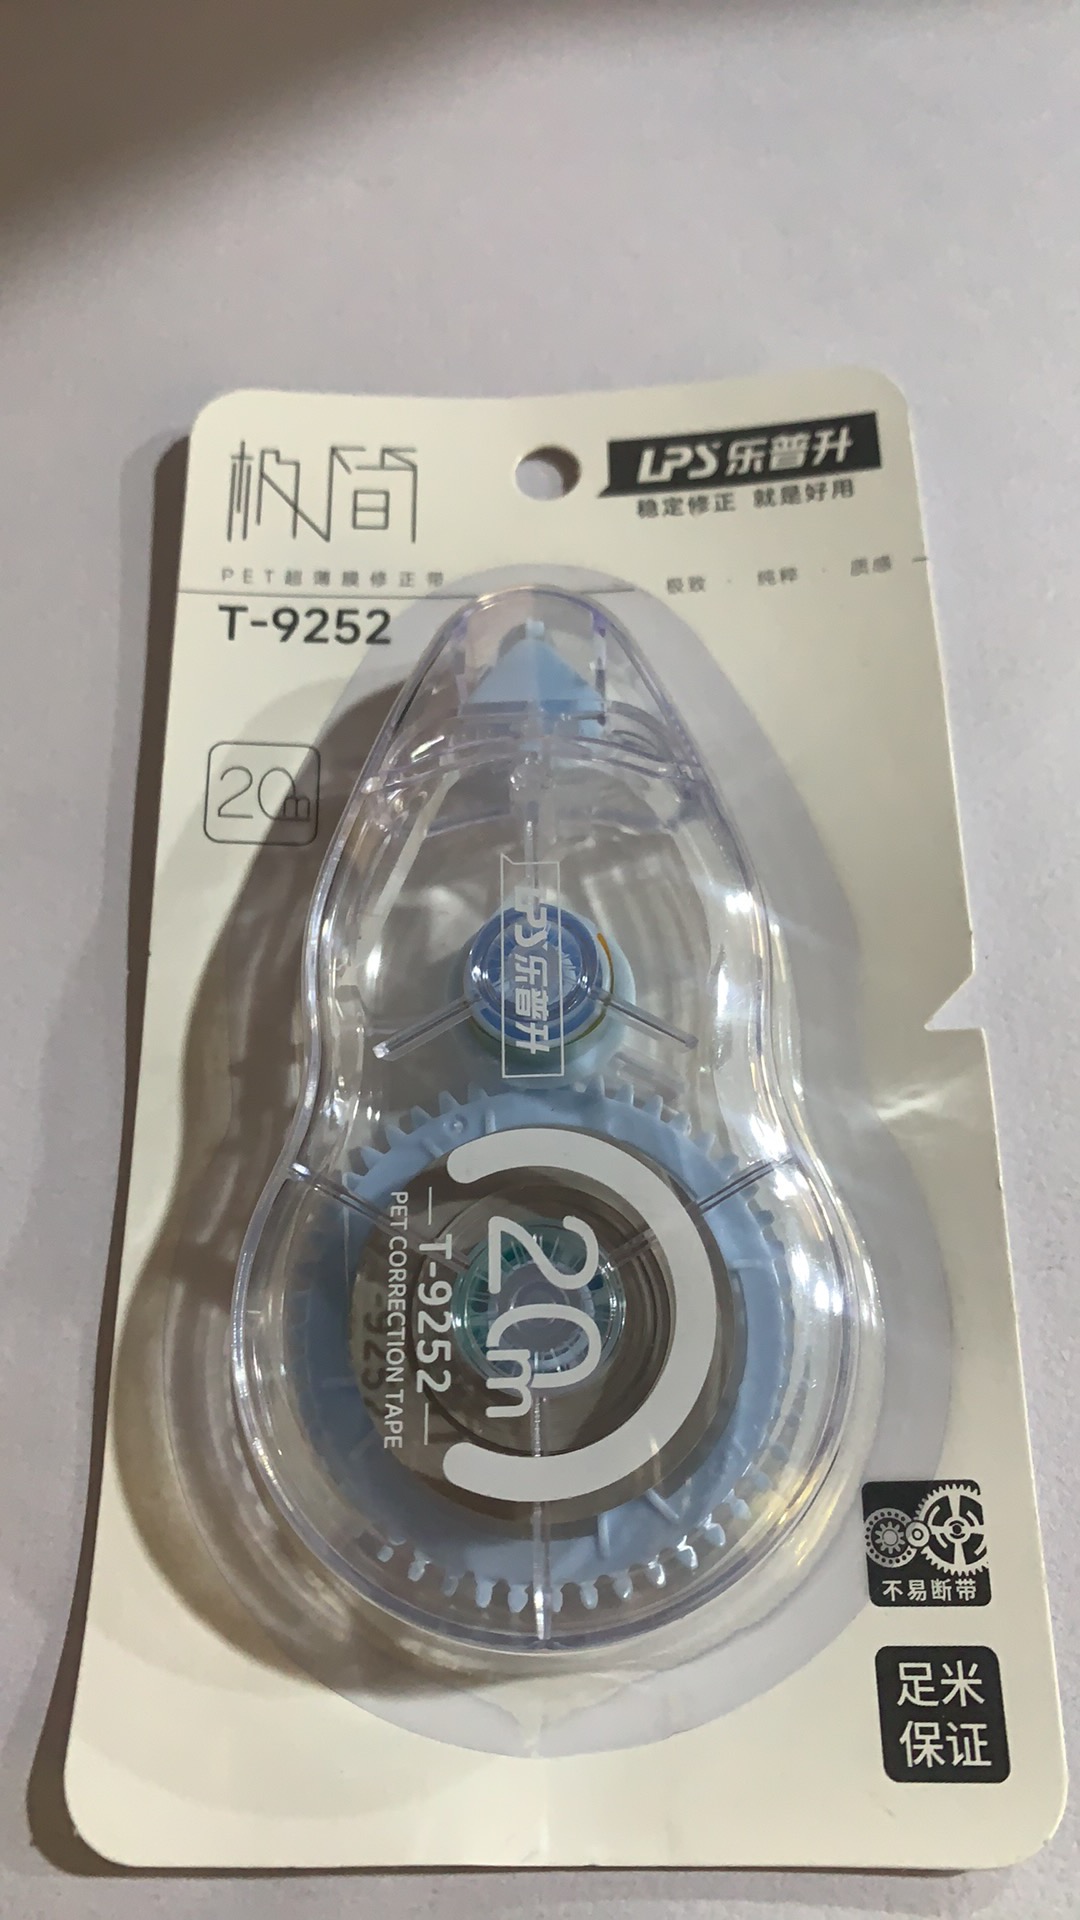 极简
LPS乐普升
稳定修正 就是好用
PET超薄膜修正带
极致 · 纯粹 · 质感
T-9252
20m
LPS乐普升
20m
T-9252
PET CORRECTION TAPE
不易断带
足米
保证